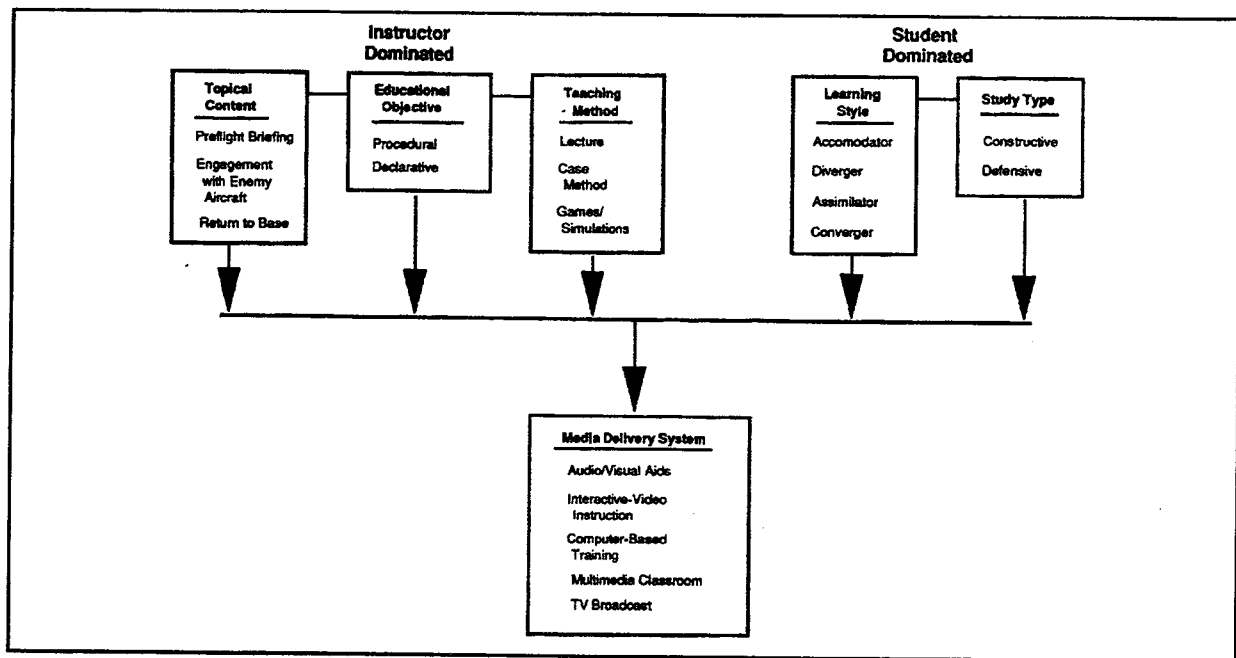 Instructor
Dominated
Student
Dominated
Topical
Content
Preflight Briefing
Engagement
with Enemy
Aircraft
Return to Base
Educational
Objective
Procedural
Declarative
Teaching
Method
Lecture
Case
Method
Games/
Simulations
Learning
Style
Accomodator
Diverger
Assimilator
Converger
Study Type
Constructive
Defensive
Media Delivery System
Audio/Visual Aids
Interactive-Video
Instruction
Computer-Based
Training
Multimedia Classroom
TV Broadcast